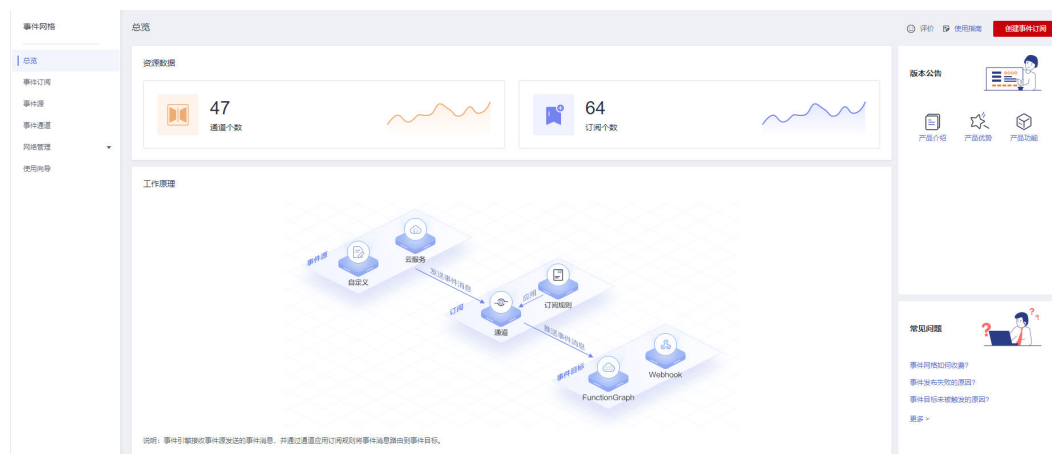 事件网格
总览
事件订阅
事件源
事件通道
网络管理
使用向导
总览
评价
使用指南
创建事件订阅
资源数据
47
通道个数
64
订阅个数
工作原理
事件源
云服务
自定义
发送事件消息
订阅
通道
应用
订阅规则
推送事件消息
事件目标
Webhook
FunctionGraph
说明：事件引擎接收事件源发送的事件消息，并通过通道应用订阅规则将事件消息路由到事件目标。
版本公告
产品介绍
产品优势
产品功能
常见问题
事件网格如何收费?
事件发布失败的原因?
事件目标未被触发的原因?
更多 >